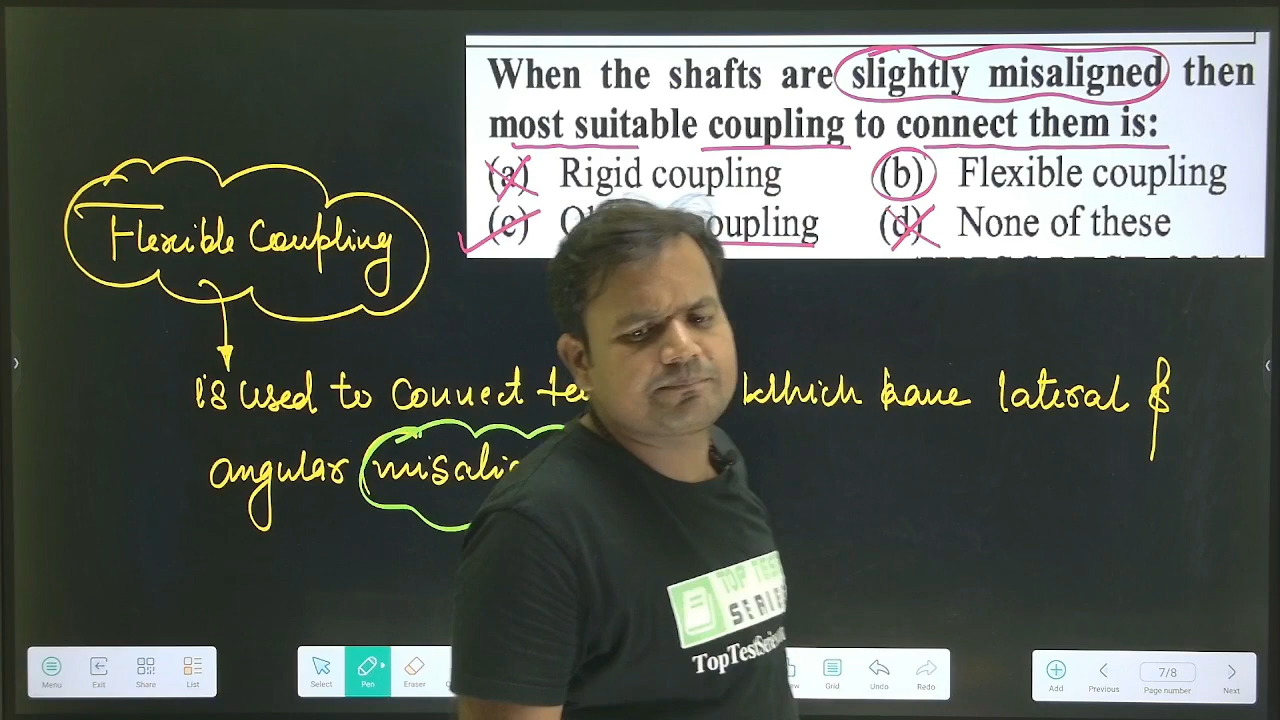 When the shafts are slightly misaligned then
most suitable coupling to connect them is:
(a) Rigid coupling (b) Flexible coupling
(c) coupling (d) None of these
Flexible Coupling
is used to connect which have lateral &
angular
TOP TEST
SERIES
Menu Exit Share List Select Pen Eraser Grid Undo Redo Add Previous 7/8 Page number Next